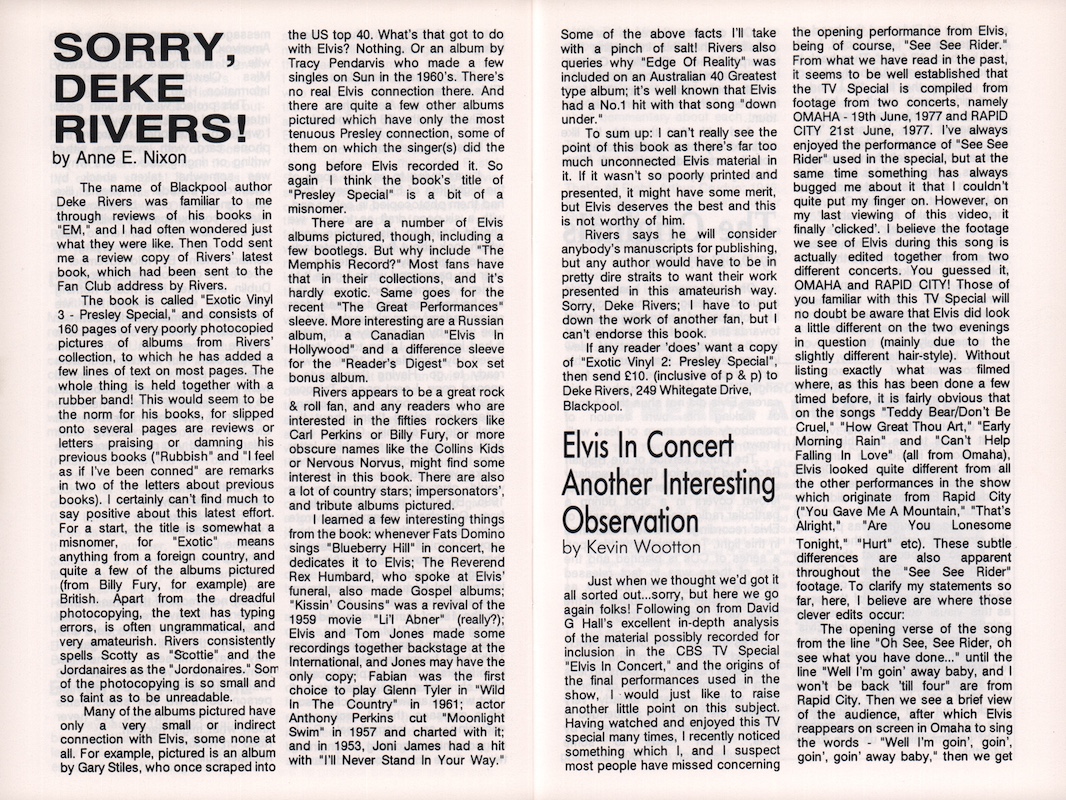 SORRY,
DEKE
RIVERS!
by Anne E. Nixon
The name of Blackpool author
Deke Rivers was familiar to me
through reviews of his books in
"EM," and I had often wondered just
what they were like. Then Todd sent
me a review copy of Rivers' latest
book, which had been sent to the
Fan Club address by Rivers.
The book is called "Exotic Vinyl
3 - Presley Special," and consists of
160 pages of very poorly photocopied
pictures of albums from Rivers'
collection, to which he has added a
few lines of text on most pages. The
whole thing is held together with a
rubber band! This would seem to be
the norm for his books, for slipped
onto several pages are reviews or
letters praising or damning his
previous books ("Rubbish" and "I feel
as if I've been conned" are remarks
in two of the letters about previous
books). I certainly can't find much to
say positive about this latest effort.
For a start, the title is somewhat a
misnomer, for "Exotic" means
anything from a foreign country, and
quite a few of the albums pictured
(from Billy Fury, for example) are
British. Apart from the dreadful
photocopying, the text has typing
errors, is often ungrammatical, and
very amateurish. Rivers consistently
spells Scotty as "Scottie" and the
Jordanaires as the "Jordonaires." Som
of the photocopying is so small and
so faint as to be unreadable.
Many of the albums pictured have
only a very small or indirect
connection with Elvis, some none at
all. For example, pictured is an album
by Gary Stiles, who once scraped into
the US top 40. What's that got to do
with Elvis? Nothing. Or an album by
Tracy Pendarvis who made a few
singles on Sun in the 1960's. There's
no real Elvis connection there. And
there are quite a few other albums
pictured which have only the most
tenuous Presley connection, some of
them on which the singer(s) did the
song before Elvis recorded it. So
again I think the book's title of
"Presley Special" is a bit of a
misnomer.
There are a number of Elvis
albums pictured, though, including a
few bootlegs. But why include "The
Memphis Record?" Most fans have
that in their collections, and it's
hardly exotic. Same goes for the
recent "The Great Performances"
sleeve. More interesting are a Russian
album, a Canadian "Elvis In
Hollywood" and a difference sleeve
for the "Reader's Digest" box set
bonus album.
Rivers appears to be a great rock
& roll fan, and any readers who are
interested in the fifties rockers like
Carl Perkins or Billy Fury, or more
obscure names like the Collins Kids
or Nervous Norvus, might find some
interest in this book. There are also
a lot of country stars; impersonators',
and tribute albums pictured.
I learned a few interesting things
from the book: whenever Fats Domino
sings "Blueberry Hill" in concert, he
dedicates it to Elvis; The Reverend
Rex Humbard, who spoke at Elvis'
funeral, also made Gospel albums;
"Kissin' Cousins" was a revival of the
1959 movie "Li'l Abner" (really?);
Elvis and Tom Jones made some
recordings together backstage at the
International, and Jones may have the
only copy; Fabian was the first
choice to play Glenn Tyler in "Wild
In The Country" in 1961; actor
Anthony Perkins cut "Moonlight
Swim" in 1957 and charted with it;
and in 1953, Joni James had a hit
with "I'll Never Stand In Your Way."
Some of the above facts I'll take
with a pinch of salt! Rivers also
queries why "Edge Of Reality" was
included on an Australian 40 Greatest
type album; it's well known that Elvis
had a No.1 hit with that song "down
under."
To sum up: I can't really see the
point of this book as there's far too
much unconnected Elvis material in
it. If it wasn't so poorly printed and
presented, it might have some merit,
but Elvis deserves the best and this
is not worthy of him.
Rivers says he will consider
anybody's manuscripts for publishing,
but any author would have to be in
pretty dire straits to want their work
presented in this amateurish way.
Sorry, Deke Rivers; I have to put
down the work of another fan, but I
can't endorse this book.
If any reader 'does' want a copy
of "Exotic Vinyl 2: Presley Special",
then send £10. (inclusive of p & p) to
Deke Rivers, 249 Whitegate Drive,
Blackpool.
Elvis In Concert
Another Interesting
Observation
by Kevin Wootton
Just when we thought we'd got it
all sorted out...sorry, but here we go
again folks! Following on from David
G Hall's excellent in-depth analysis
of the material possibly recorded for
inclusion in the CBS TV Special
"Elvis In Concert," and the origins of
the final performances used in the
show, I would just like to raise
another little point on this subject.
Having watched and enjoyed this TV
special many times, I recently noticed
something which I, and I suspect
most people have missed concerning
the opening performance from Elvis,
being of course, "See See Rider."
From what we have read in the past,
it seems to be well established that
the TV Special is compiled from
footage from two concerts, namely
OMAHA - 19th June, 1977 and RAPID
CITY 21st June, 1977. I've always
enjoyed the performance of "See See
Rider" used in the special, but at the
same time something has always
bugged me about it that I couldn't
quite put my finger on. However, on
my last viewing of this video, it
finally 'clicked'. I believe the footage
we see of Elvis during this song is
actually edited together from two
different concerts. You guessed it,
OMAHA and RAPID CITY! Those of
you familiar with this TV Special will
no doubt be aware that Elvis did look
a little different on the two evenings
in question (mainly due to the
slightly different hair-style). Without
listing exactly what was filmed
where, as this has been done a few
timed before, it is fairly obvious that
on the songs "Teddy Bear/Don't Be
Cruel," "How Great Thou Art," "Early
Morning Rain" and "Can't Help
Falling In Love" (all from Omaha),
Elvis looked quite different from all
the other performances in the show
which originate from Rapid City
("You Gave Me A Mountain," "That's
Alright," "Are You Lonesome
Tonight," "Hurt" etc). These subtle
differences are also apparent
throughout the "See See Rider"
footage. To clarify my statements so
far, here, I believe are where those
clever edits occur:
The opening verse of the song
from the line "Oh See, See Rider, oh
see what you have done..." until the
line "Well I'm goin' away baby, and I
won't be back 'till four" are from
Rapid City. Then we see a brief view
of the audience, after which Elvis
reappears on screen in Omaha to sing
the words - "Well I'm goin', goin',
goin', goin' away baby," then we get